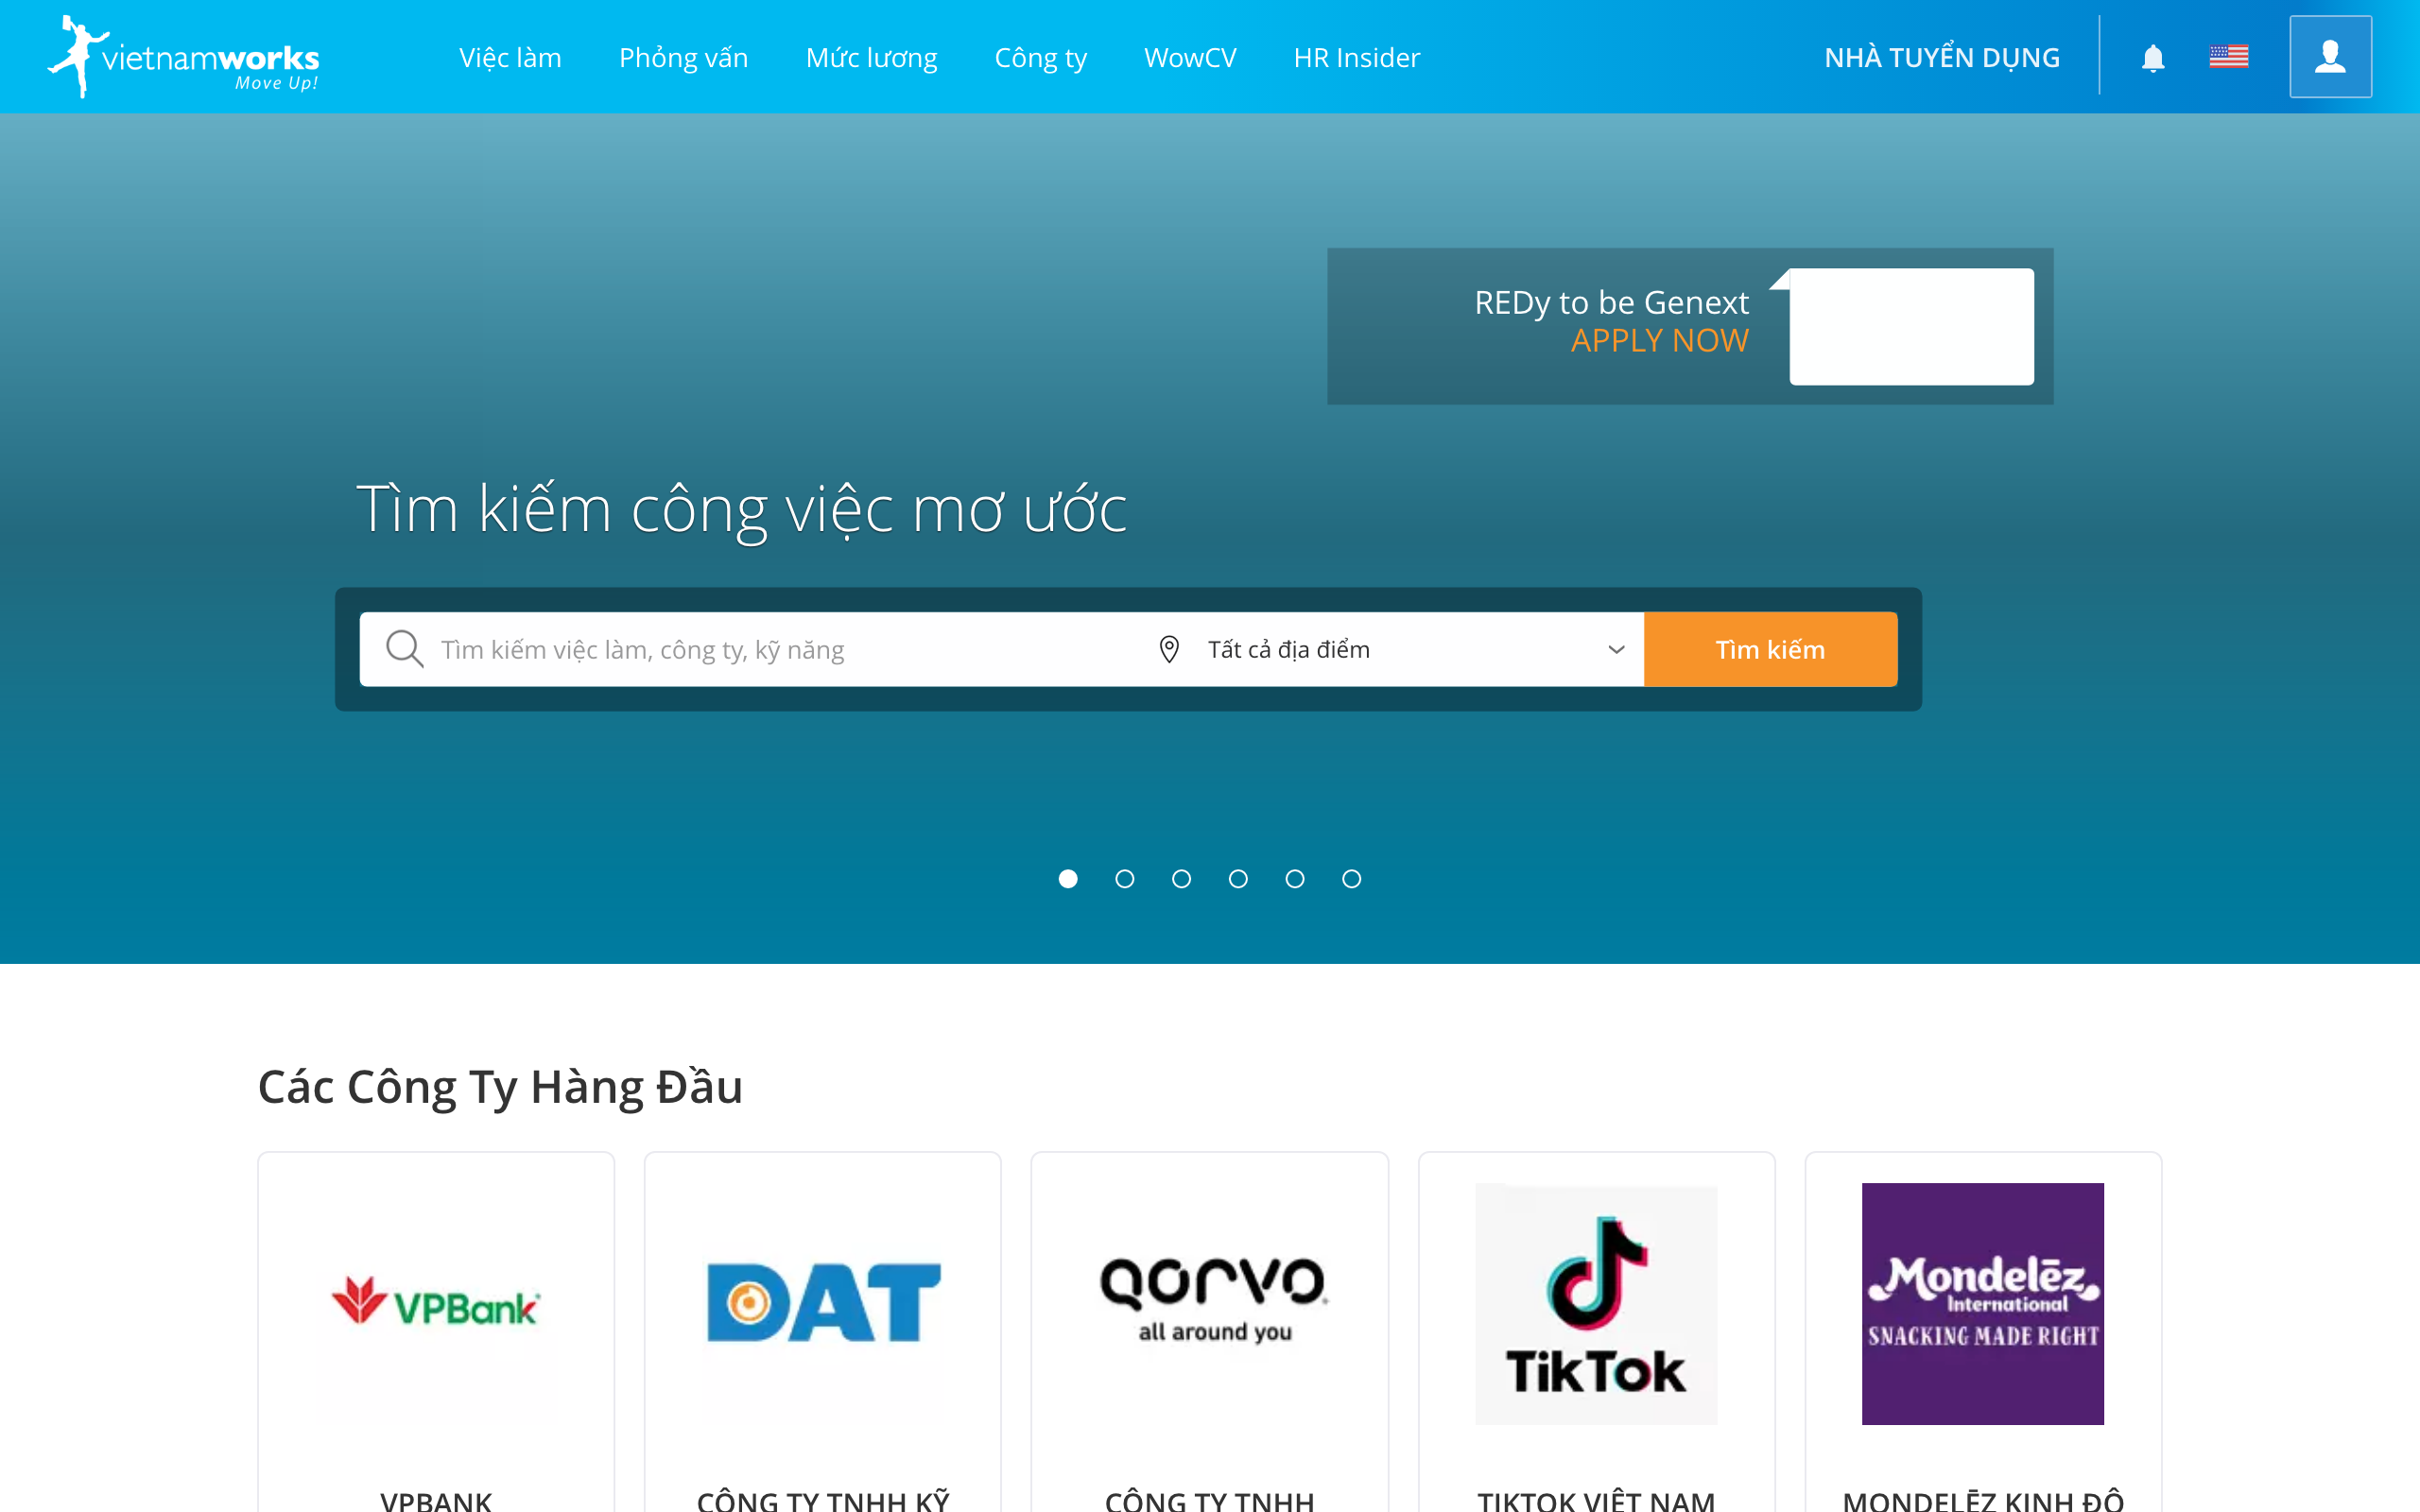 vietnamworks
Move Up!
Việc làm
Phỏng vấn
Mức lương
Công ty
WowCV
HR Insider
NHÀ TUYỂN DỤNG
REDy to be Genext
APPLY NOW
Tìm kiếm công việc mơ ước
Tìm kiếm việc làm, công ty, kỹ năng
Tất cả địa điểm
Tìm kiếm
Các Công Ty Hàng Đầu
VPBank
DAT
QORVO
all around you
TikTok
Mondelēz
International
SNACKING MADE RIGHT
VPBANK
CÔNG TY TNHH KỸ
CÔNG TY TNHH
TIKTOK VIỆT NAM
MONDELĒZ KINH ĐÔ